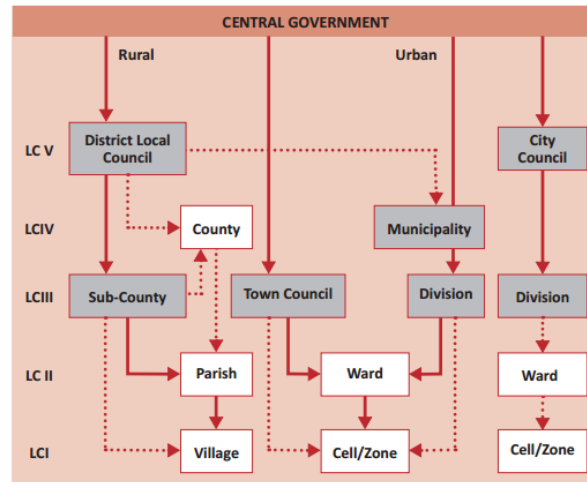 CENTRAL GOVERNMENT
Rural
Urban
LC V
District Local
Council
City
Council
LCIV
County
Municipality
LCIII
Sub-County
Town Council
Division
Division
LC II
Parish
Ward
Ward
LCI
Village
Cell/Zone
Cell/Zone